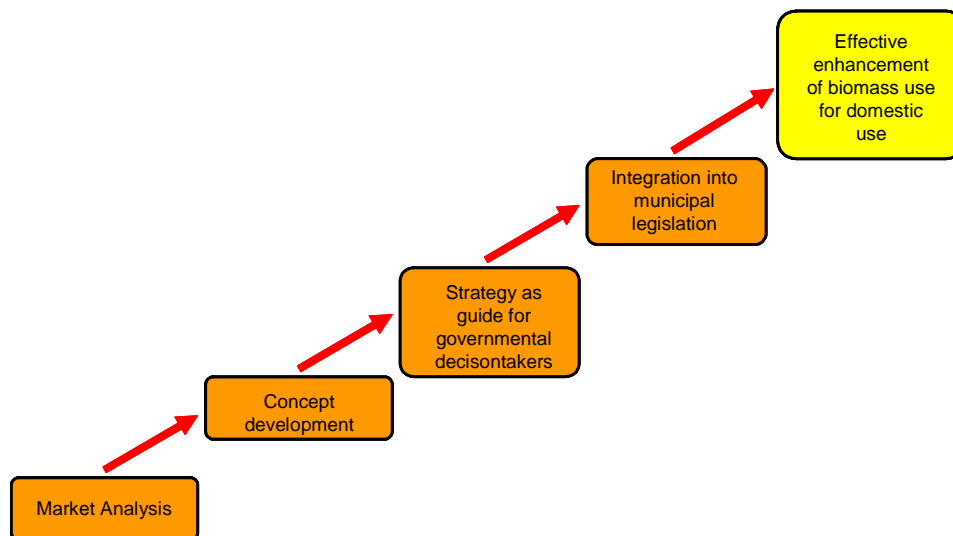 Effective
enhancement
of biomass use
for domestic
use
Integration into
municipal
legislation
Strategy as
guide for
governmental
decisontakers
Concept
development
Market Analysis